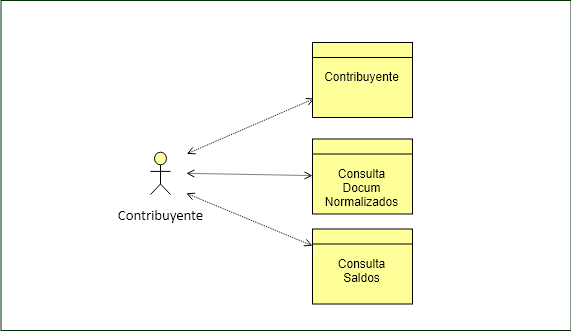 Contribuyente
Consulta
Docum
Normalizados
Contribuyente
Consulta
Saldos